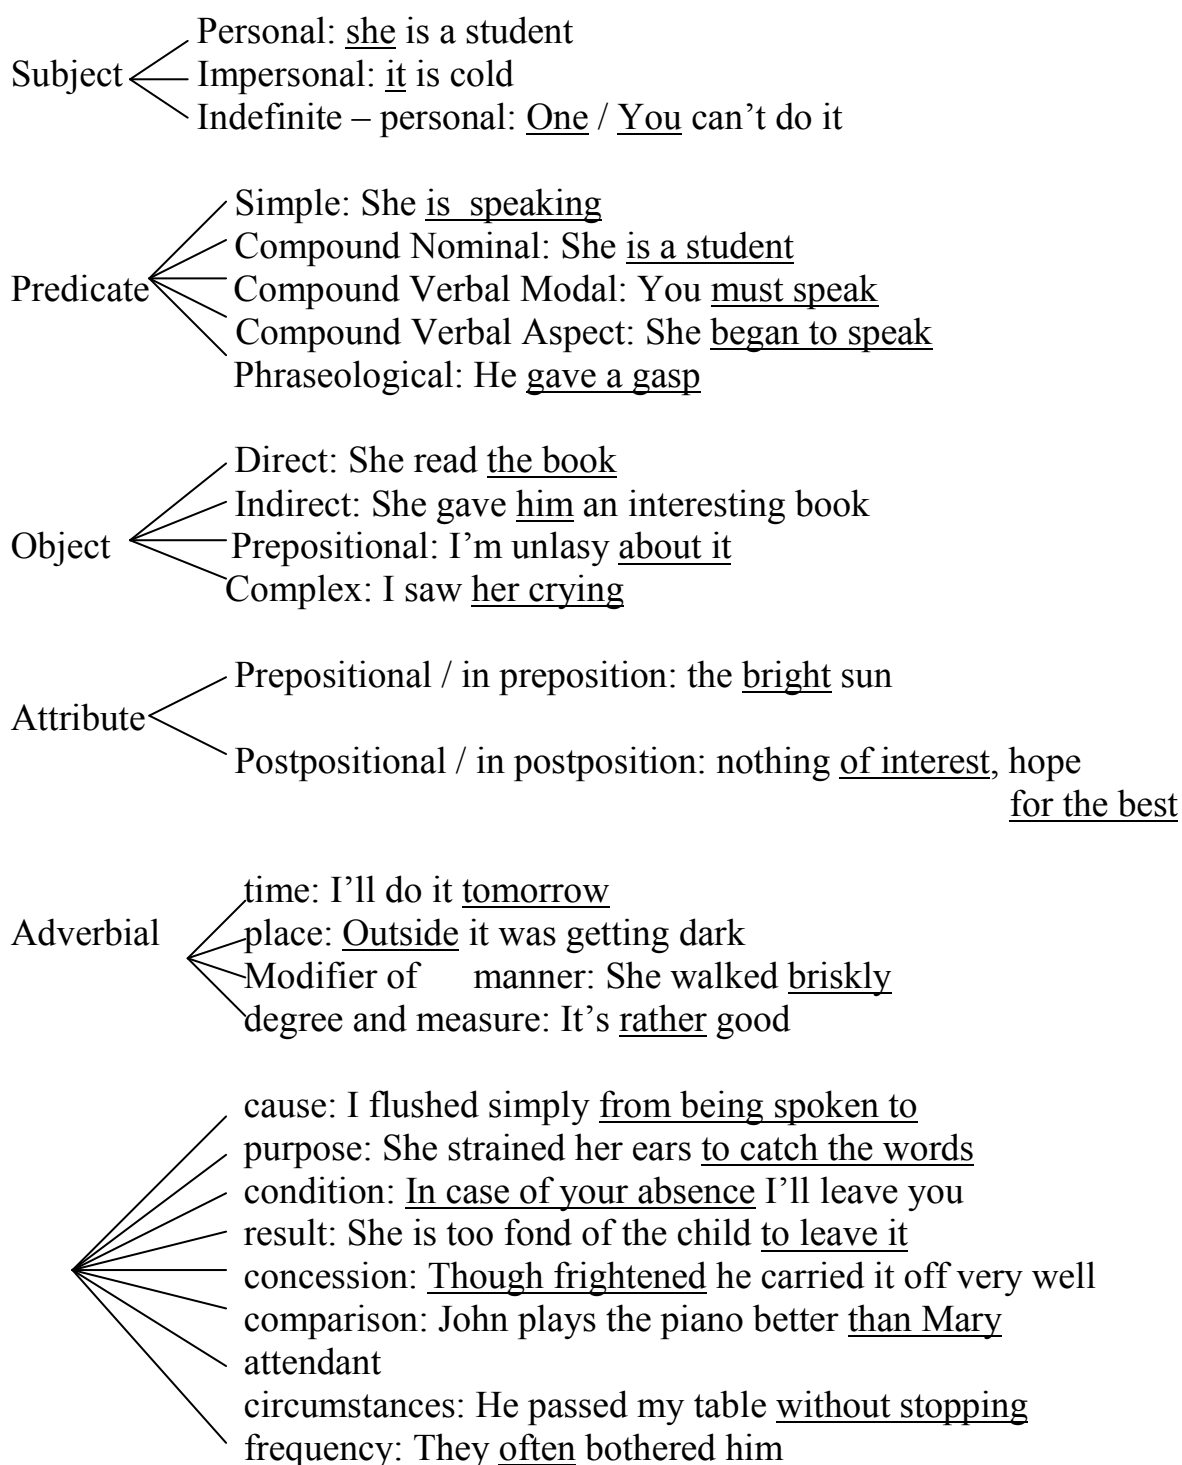 Personal: she is a student
Subject Impersonal: it is cold
Indefinite – personal: One / You can't do it
Simple: She is speaking
Compound Nominal: She is a student
Predicate Compound Verbal Modal: You must speak
Compound Verbal Aspect: She began to speak
Phraseological: He gave a gasp
Direct: She read the book
Indirect: She gave him an interesting book
Object Prepositional: I'm unlasy about it
Complex: I saw her crying
Prepositional / in preposition: the bright sun
Attribute
Postpositional / in postposition: nothing of interest, hope
for the best
time: I'll do it tomorrow
Adverbial place: Outside it was getting dark
Modifier of manner: She walked briskly
degree and measure: It's rather good
cause: I flushed simply from being spoken to
purpose: She strained her ears to catch the words
condition: In case of your absence I'll leave you
result: She is too fond of the child to leave it
concession: Though frightened he carried it off very well
comparison: John plays the piano better than Mary
attendant
circumstances: He passed my table without stopping
frequency: They often bothered him